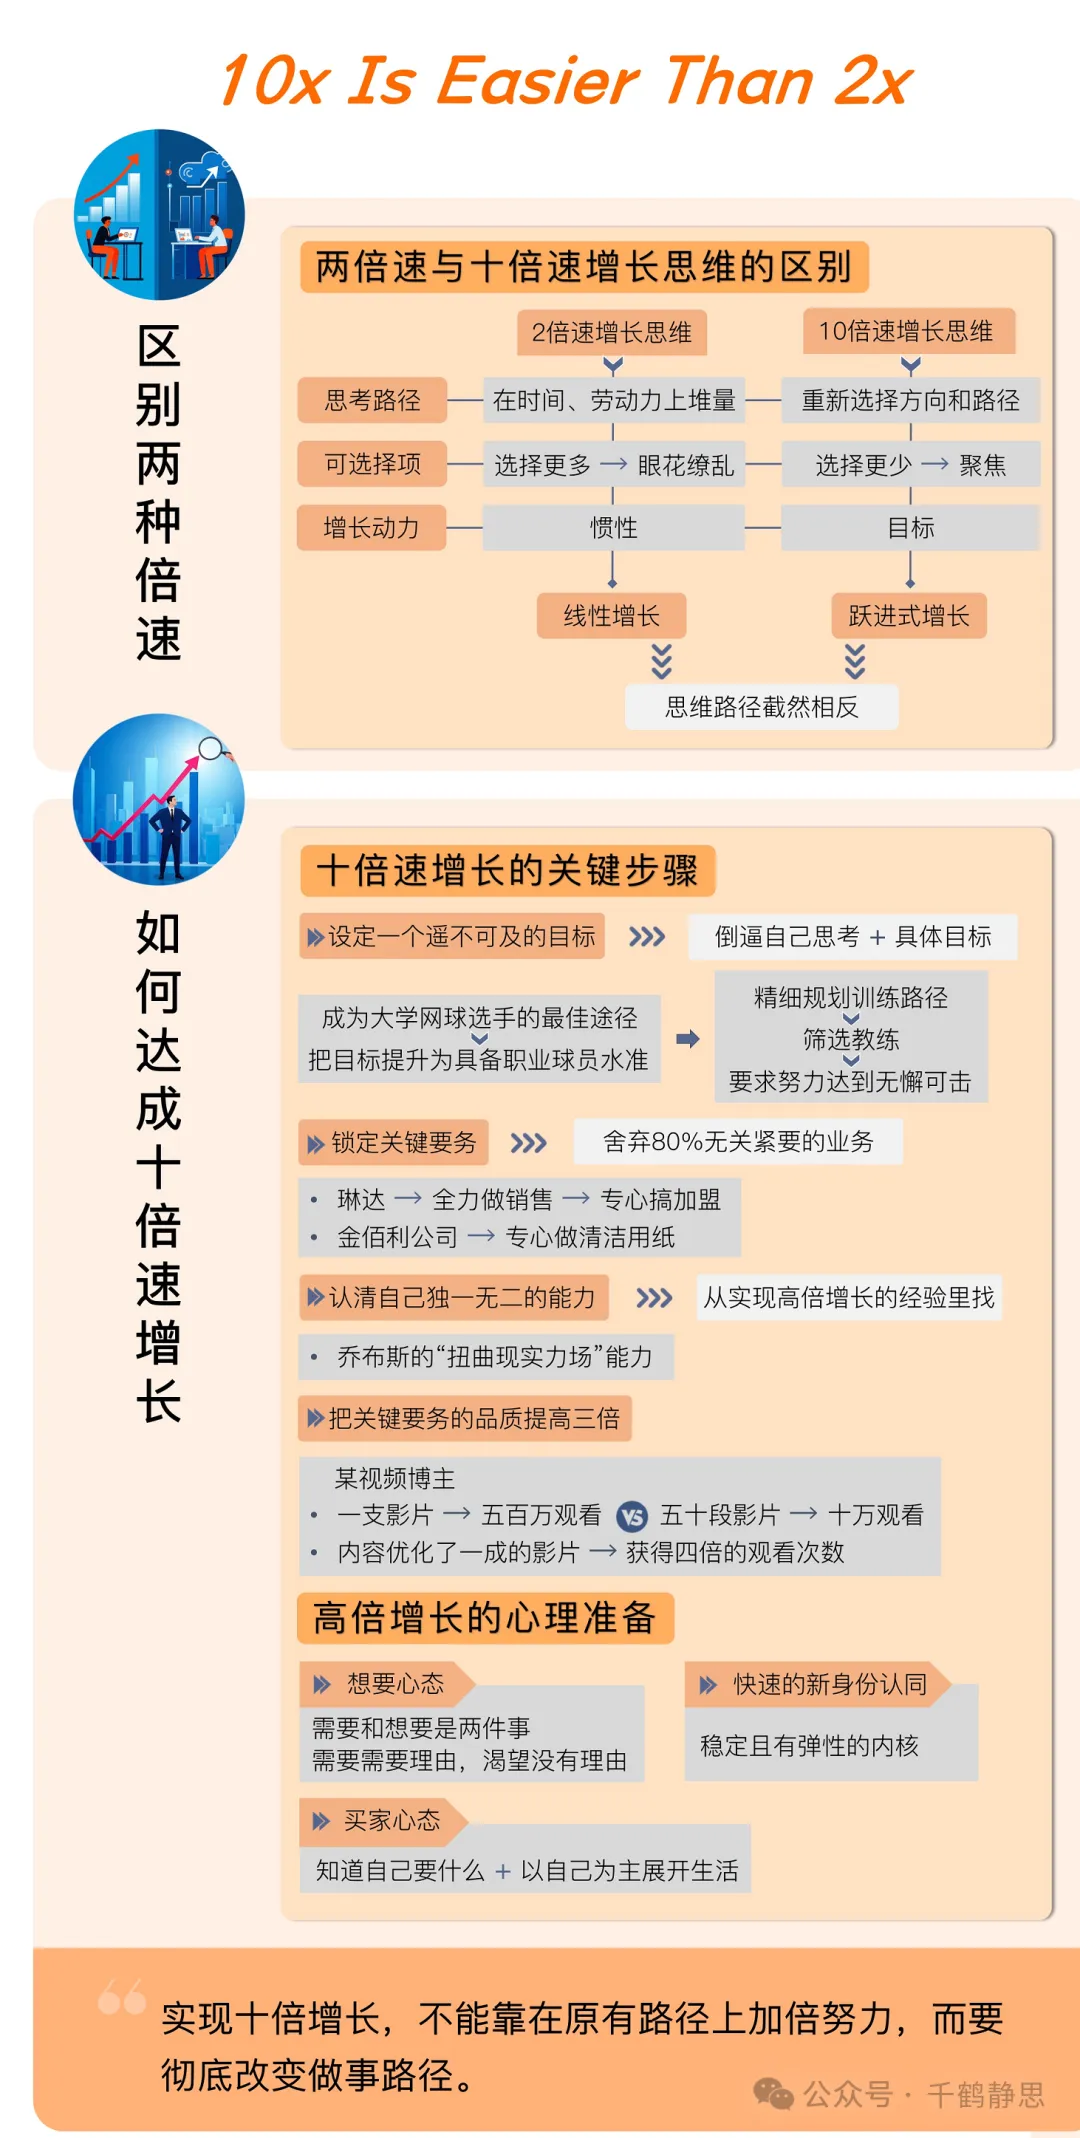 10x Is Easier Than 2x
区别两种倍速
两倍速与十倍速增长思维的区别
2倍速增长思维
10倍速增长思维
思考路径
在时间、劳动力上堆量
重新选择方向和路径
可选择项
选择更多 → 眼花缭乱
选择更少 → 聚焦
增长动力
惯性
目标
线性增长
跃进式增长
思维路径截然相反
如何达成十倍速增长
十倍速增长的关键步骤
设定一个遥不可及的目标
倒逼自己思考 + 具体目标
成为大学网球选手的最佳途径
把目标提升为具备职业球员水准
精细规划训练路径
筛选教练
要求努力达到无懈可击
锁定关键要务
舍弃80%无关紧要的业务
• 琳达 → 全力做销售 → 专心搞加盟
• 金佰利公司 → 专心做清洁用纸
认清自己独一无二的能力
从实现高倍增长的经验里找
• 乔布斯的“扭曲现实力场”能力
把关键要务的品质提高三倍
某视频博主
• 一支影片 → 五百万观看 VS 五十段影片 → 十万观看
• 内容优化了一成的影片 → 获得四倍的观看次数
高倍增长的心理准备
想要心态
需要和想要是两件事
需要需要理由，渴望没有理由
快速的新身份认同
稳定且有弹性的内核
买家心态
知道自己要什么 + 以自己为主展开生活
实现十倍增长，不能靠在原有路径上加倍努力，而要
彻底改变做事路径。
公众号 · 千鹤静思